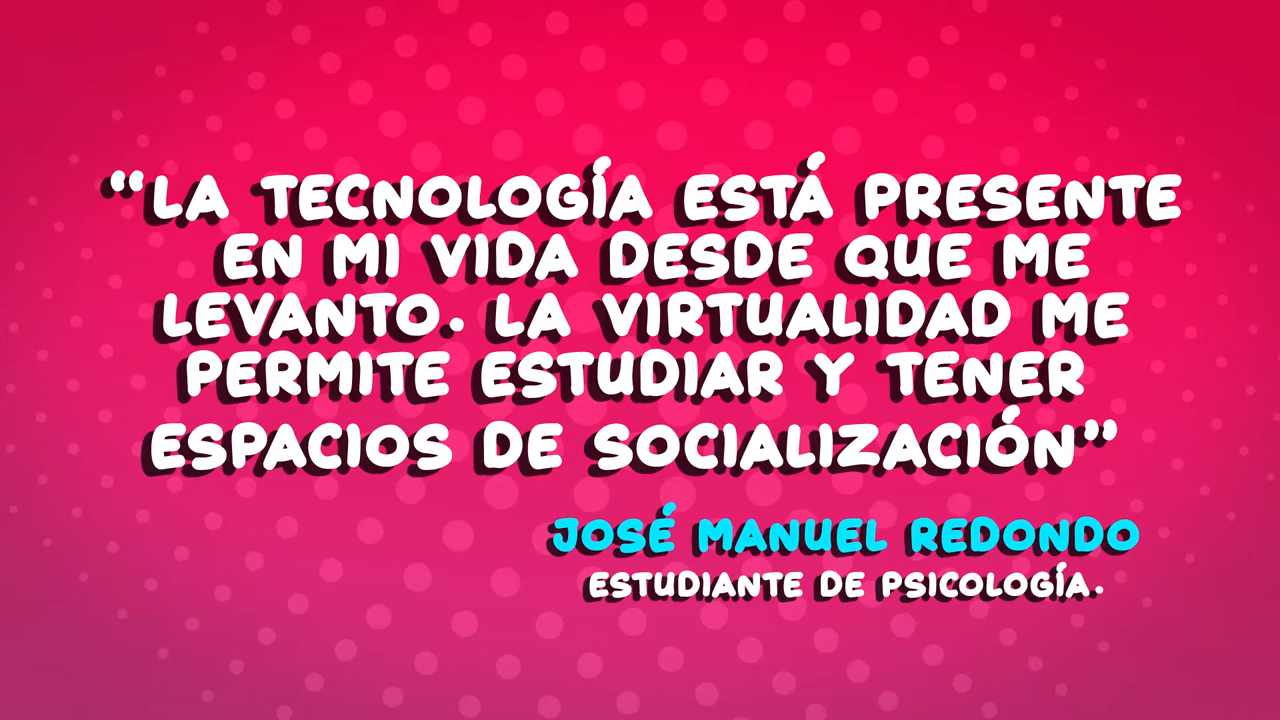 “LA TECNOLOGÍA ESTÁ PRESENTE
EN MI VIDA DESDE QUE ME
LEVANTO. LA VIRTUALIDAD ME
PERMITE ESTUDIAR Y TENER
ESPACIOS DE SOCIALIZACIÓN”
JOSÉ MANUEL REDONDO
ESTUDIANTE DE PSICOLOGÍA.